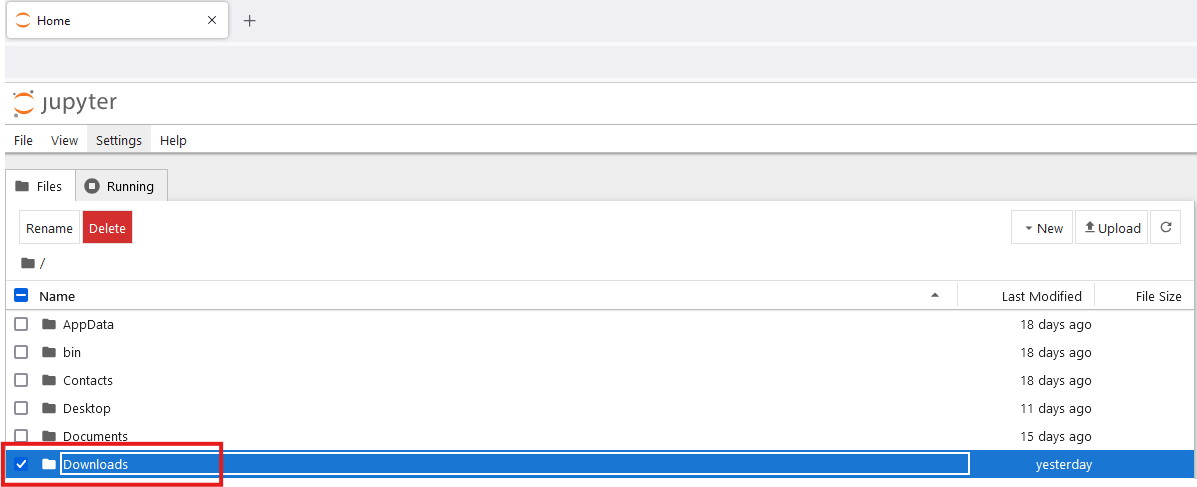 Home
jupyter
File View Settings Help
Files Running
Rename Delete New Upload
/
Name Last Modified File Size
AppData 18 days ago
bin 18 days ago
Contacts 18 days ago
Desktop 11 days ago
Documents 15 days ago
Downloads yesterday